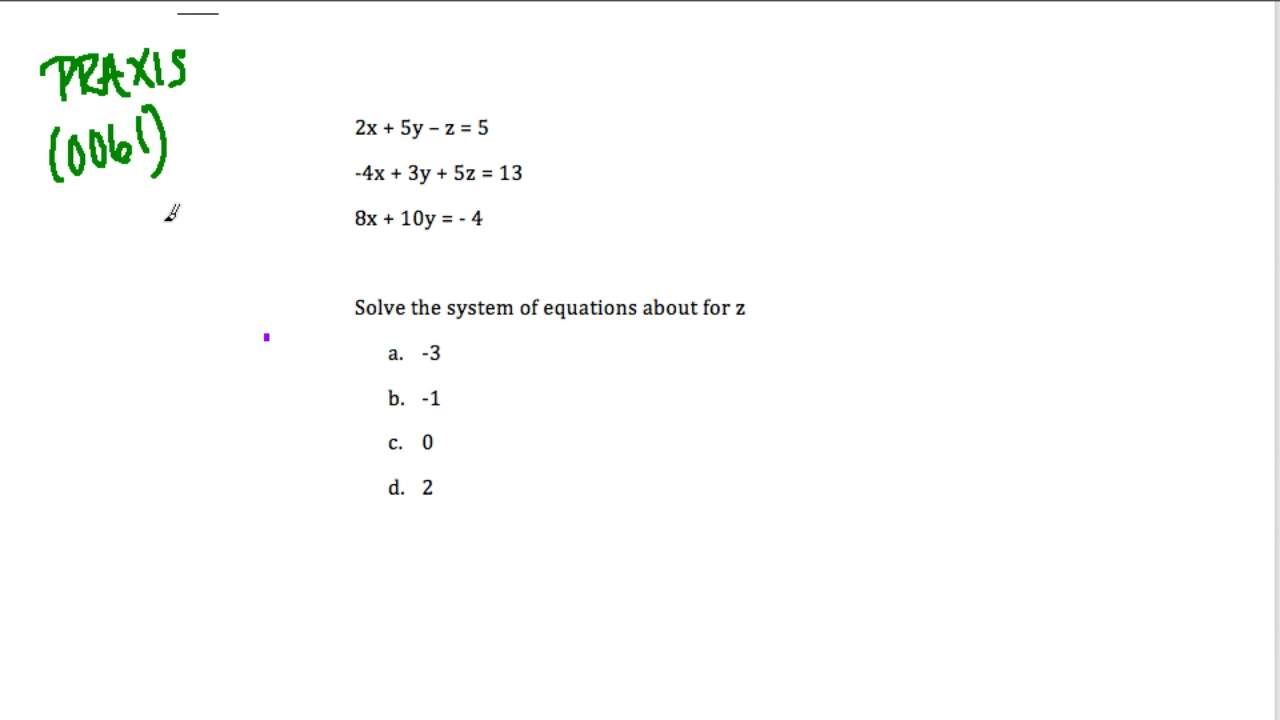 PRAXIS
(0061)
2x + 5y – z = 5
-4x + 3y + 5z = 13
8x + 10y = - 4
Solve the system of equations about for z
a. -3
b. -1
c. 0
d. 2